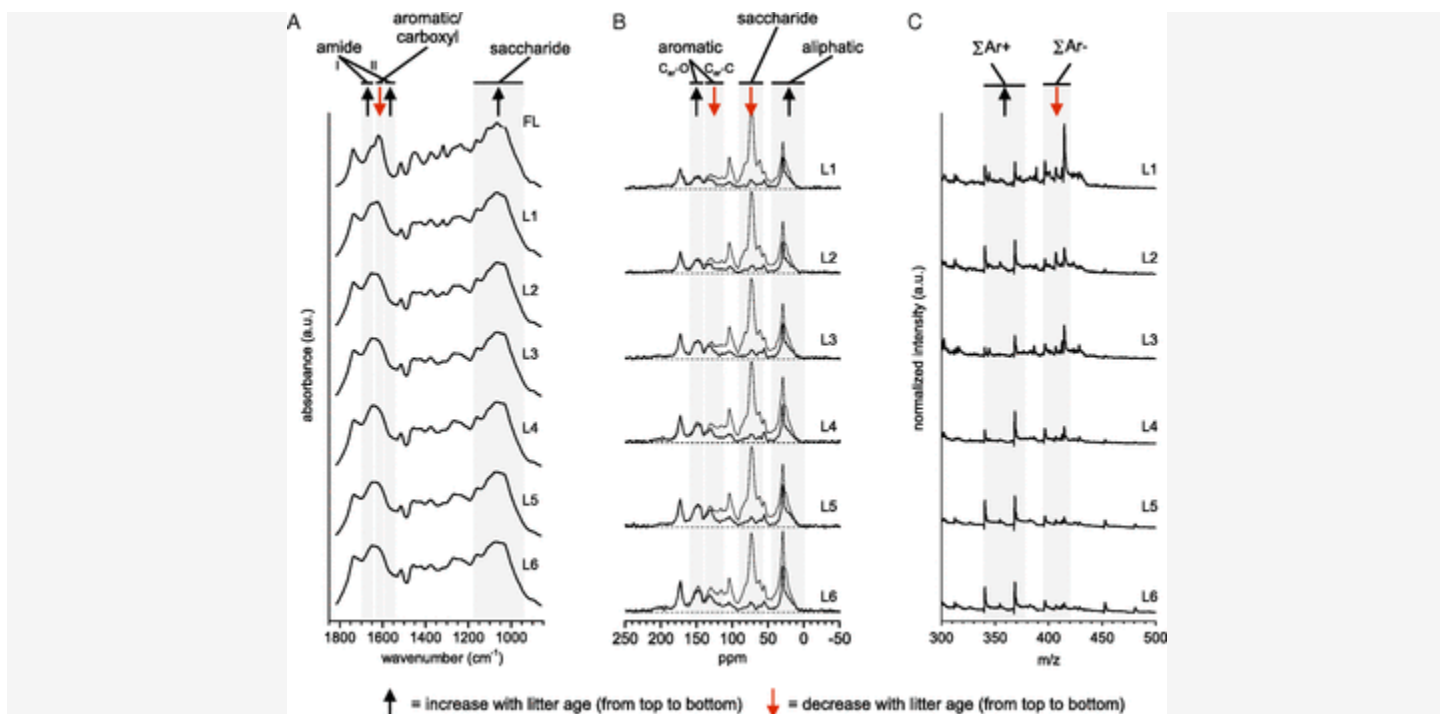 A
amide
I
II
aromatic/
carboxyl
saccharide
absorbance (a.u.)
FL
L1
L2
L3
L4
L5
L6
1800 1600 1400 1200 1000
wavenumber (cm⁻¹)
B
aromatic
Car-O
Car-C
saccharide
aliphatic
L1
L2
L3
L4
L5
L6
250 200 150 100 50 0 -50
ppm
C
ΣAr+
ΣAr-
normalized intensity (a.u.)
L1
L2
L3
L4
L5
L6
300 350 400 450 500
m/z
= increase with litter age (from top to bottom)
= decrease with litter age (from top to bottom)